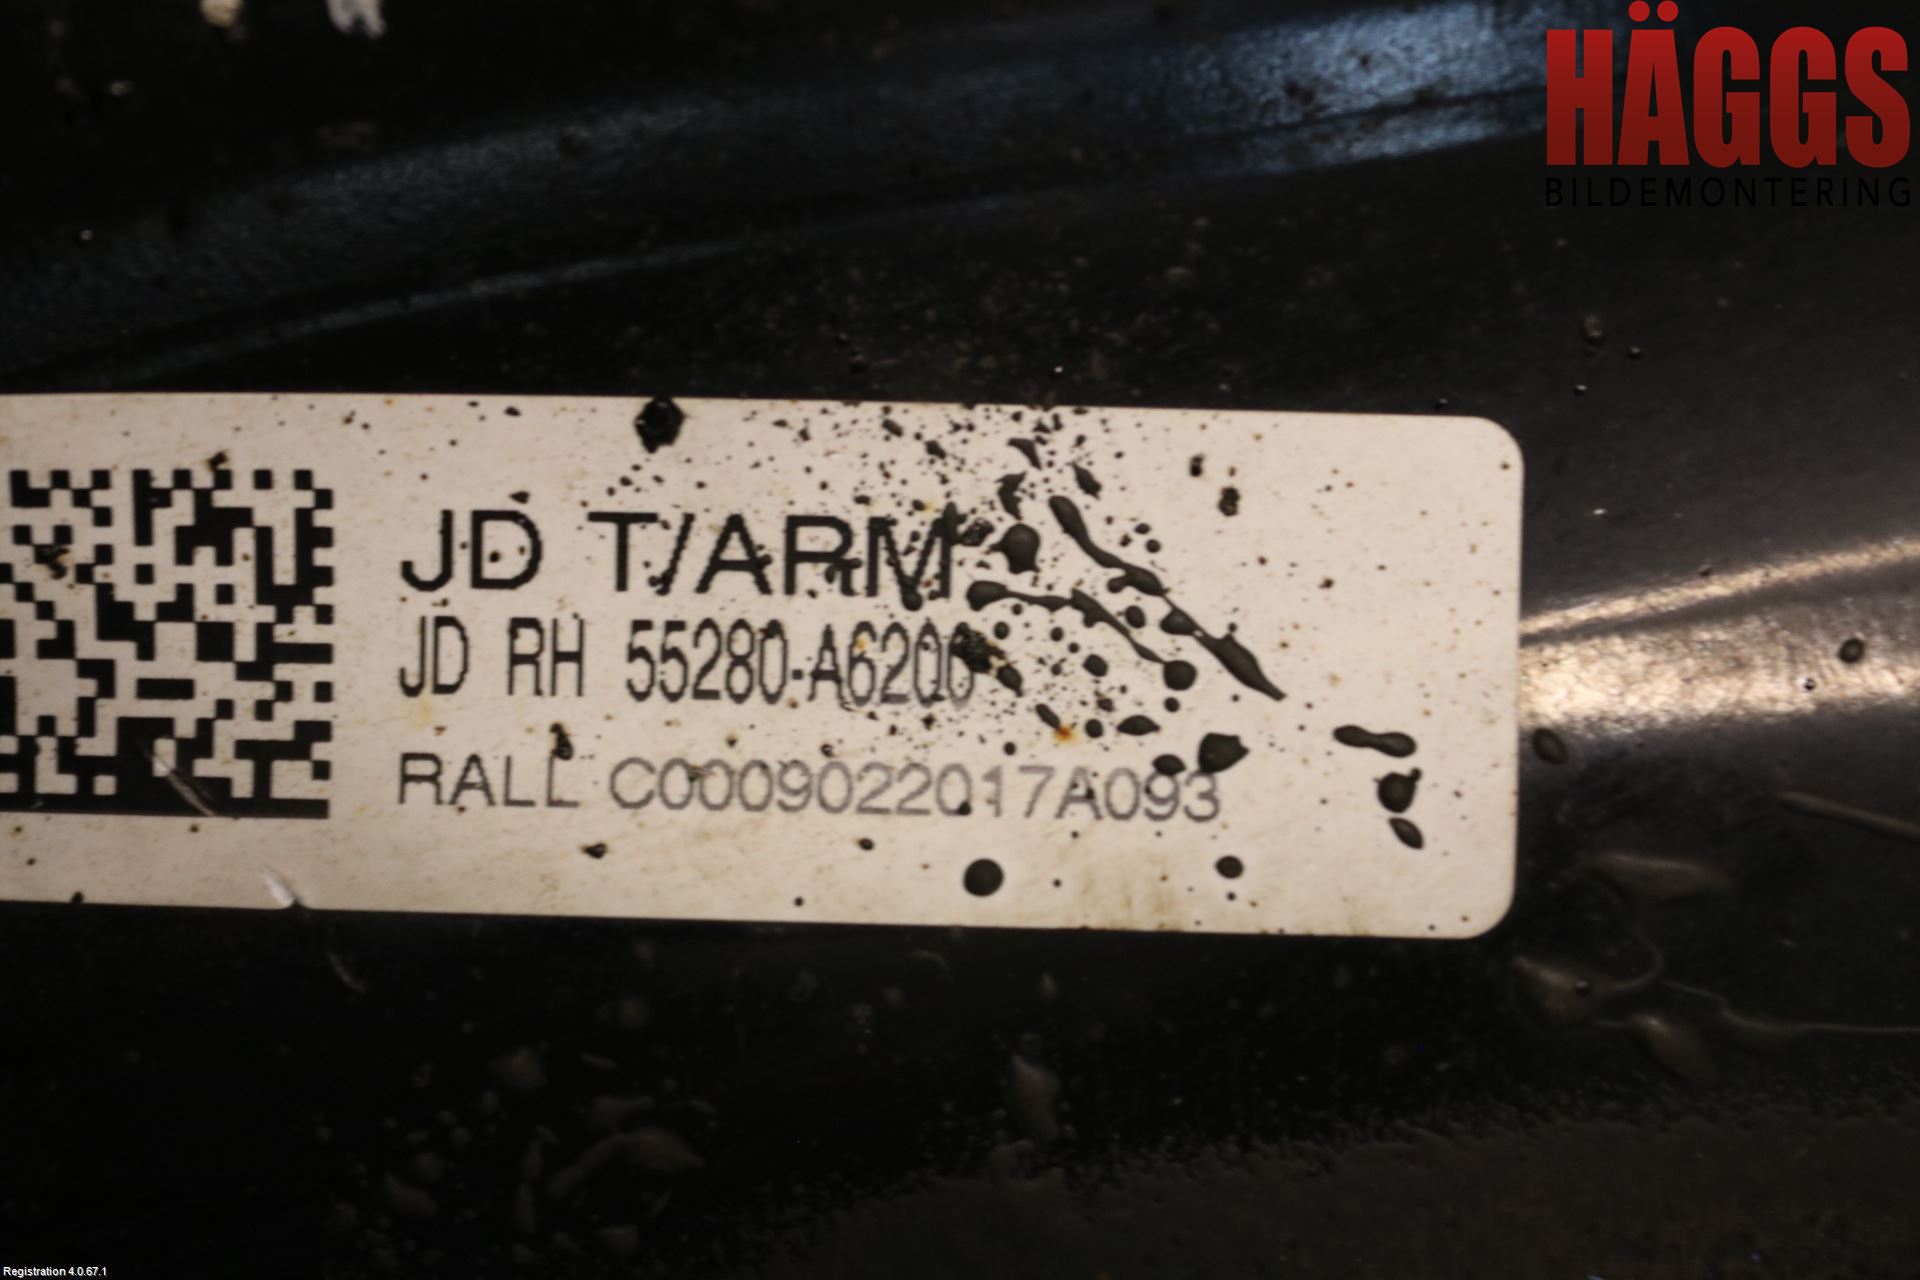 HÄGGS
BILDEMONTERING
JD T/ARM
JD RH 55280-A6200
RALL C0009022017A093
Registration 4.0.67.1